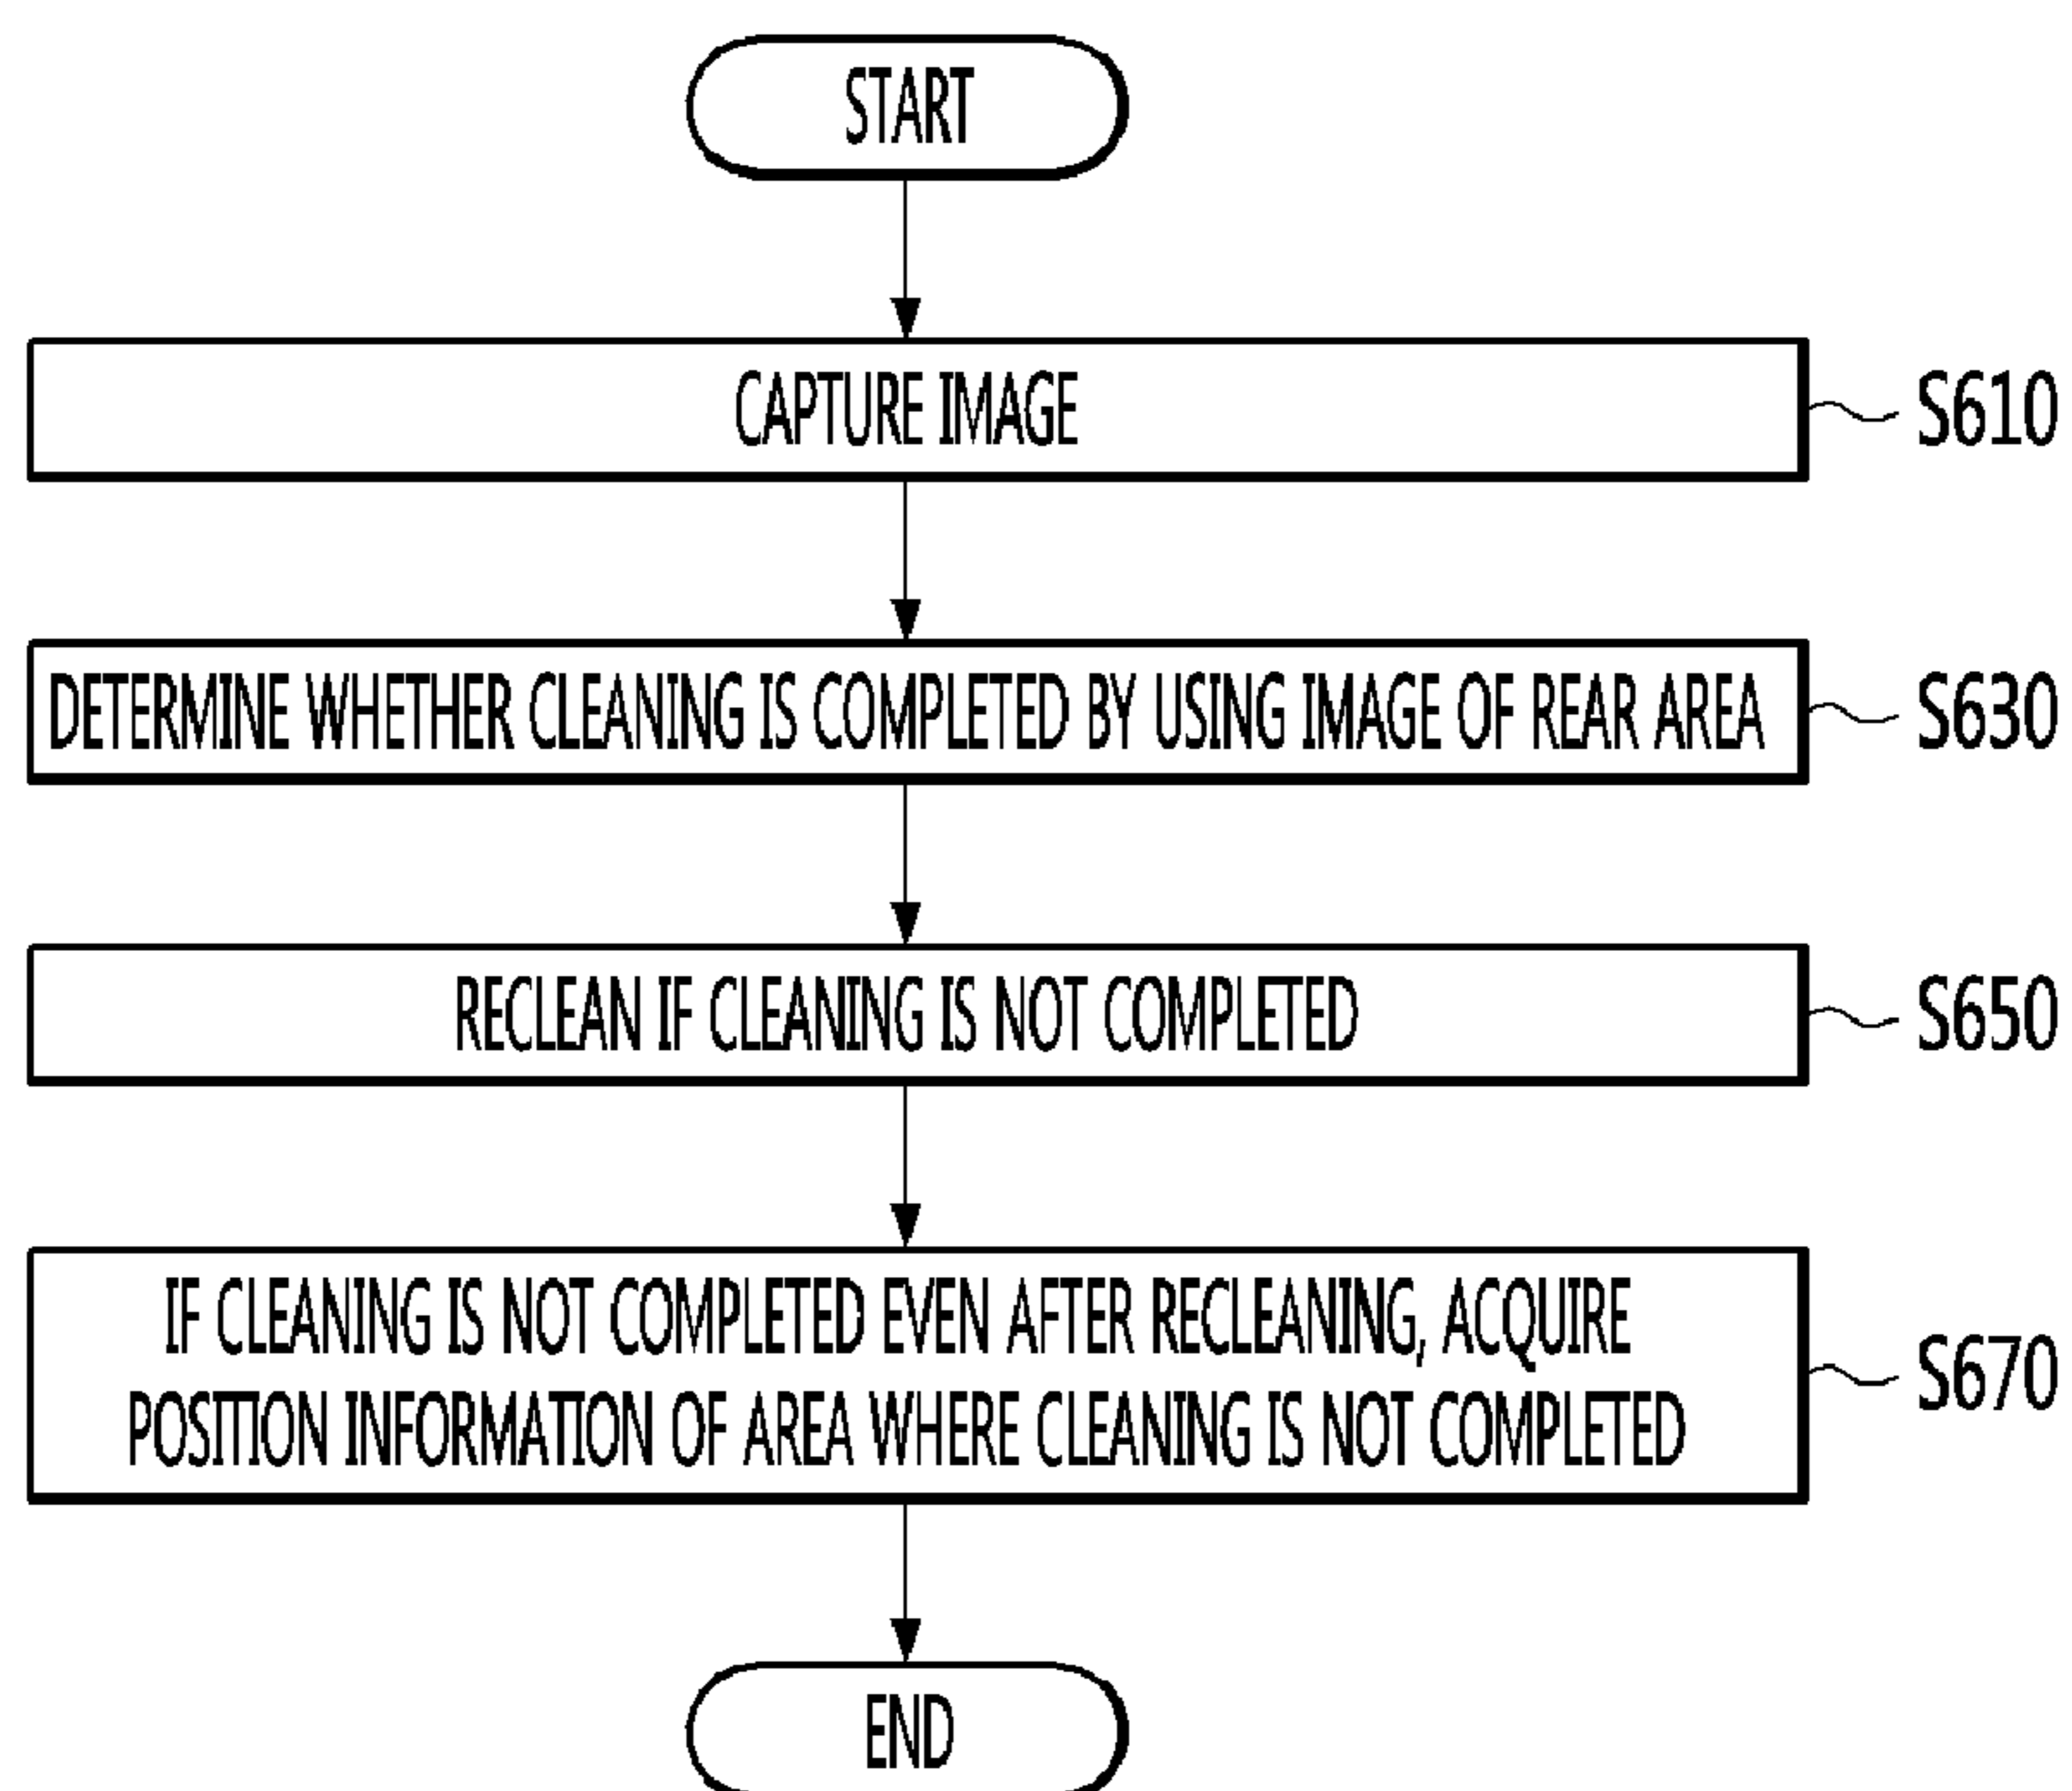 START
CAPTURE IMAGE
S610
DETERMINE WHETHER CLEANING IS COMPLETED BY USING IMAGE OF REAR AREA
S630
RECLEAN IF CLEANING IS NOT COMPLETED
S650
IF CLEANING IS NOT COMPLETED EVEN AFTER RECLEANING, ACQUIRE
POSITION INFORMATION OF AREA WHERE CLEANING IS NOT COMPLETED
S670
END